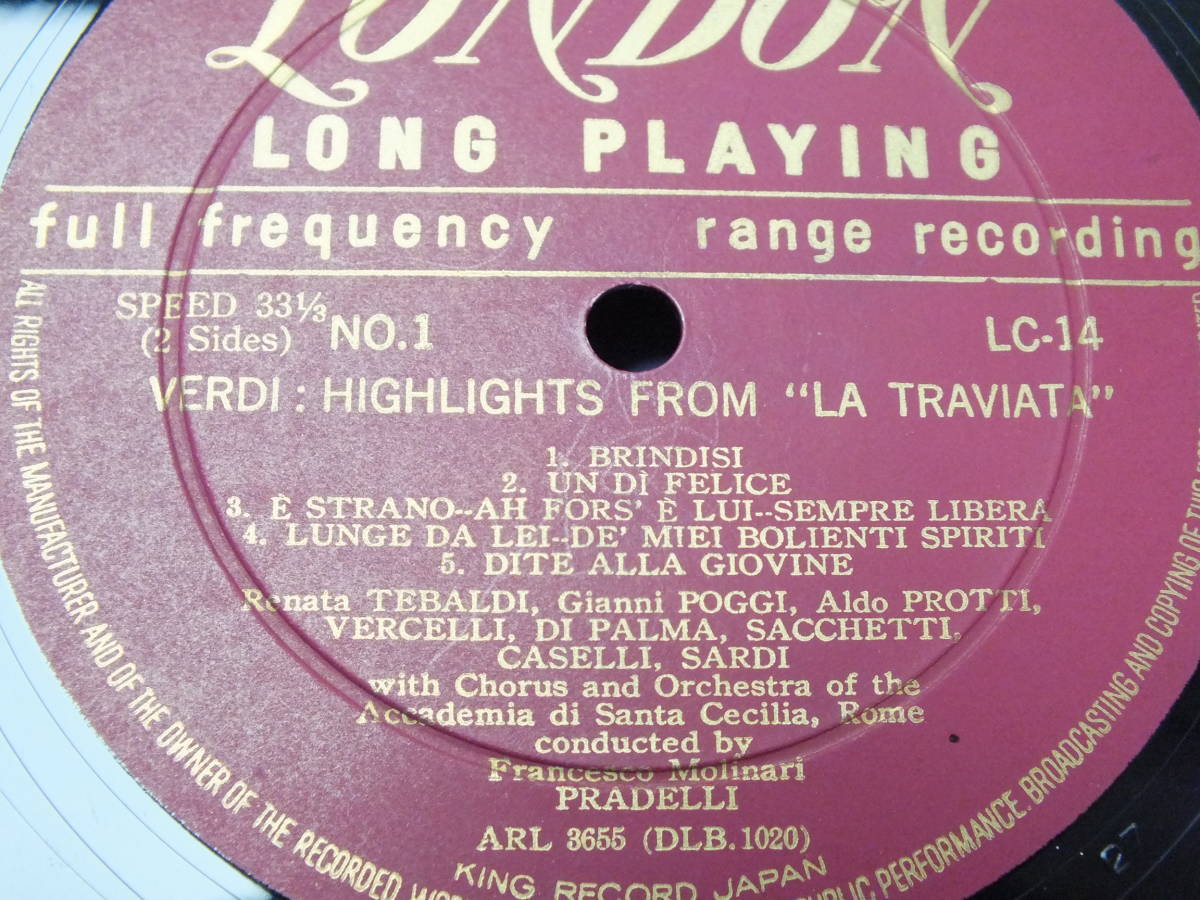 LONDON
LONG PLAYING
full frequency range recording
SPEED 33⅓
(2 Sides) NO.1 LC-14
VERDI : HIGHLIGHTS FROM "LA TRAVIATA"
1. BRINDISI
2. UN DÌ FELICE
3. È STRANO--AH FORS' È LUI--SEMPRE LIBERA
4. LUNGE DA LEI--DE' MIEI BOLIENTI SPIRITI
5. DITE ALLA GIOVINE
Renata TEBALDI, Gianni POGGI, Aldo PROTTI,
VERCELLI, DI PALMA, SACCHETTI,
CASELLI, SARDI
with Chorus and Orchestra of the
Accademia di Santa Cecilia, Rome
conducted by
Francesco Molinari
PRADELLI
ARL 3655 (DLB.1020)
KING RECORD JAPAN
ALL RIGHTS OF THE MANUFACTURER AND OF THE OWNER OF THE RECORDED
PUBLIC PERFORMANCE. BROADCASTING AND COPYING OF THIS
27